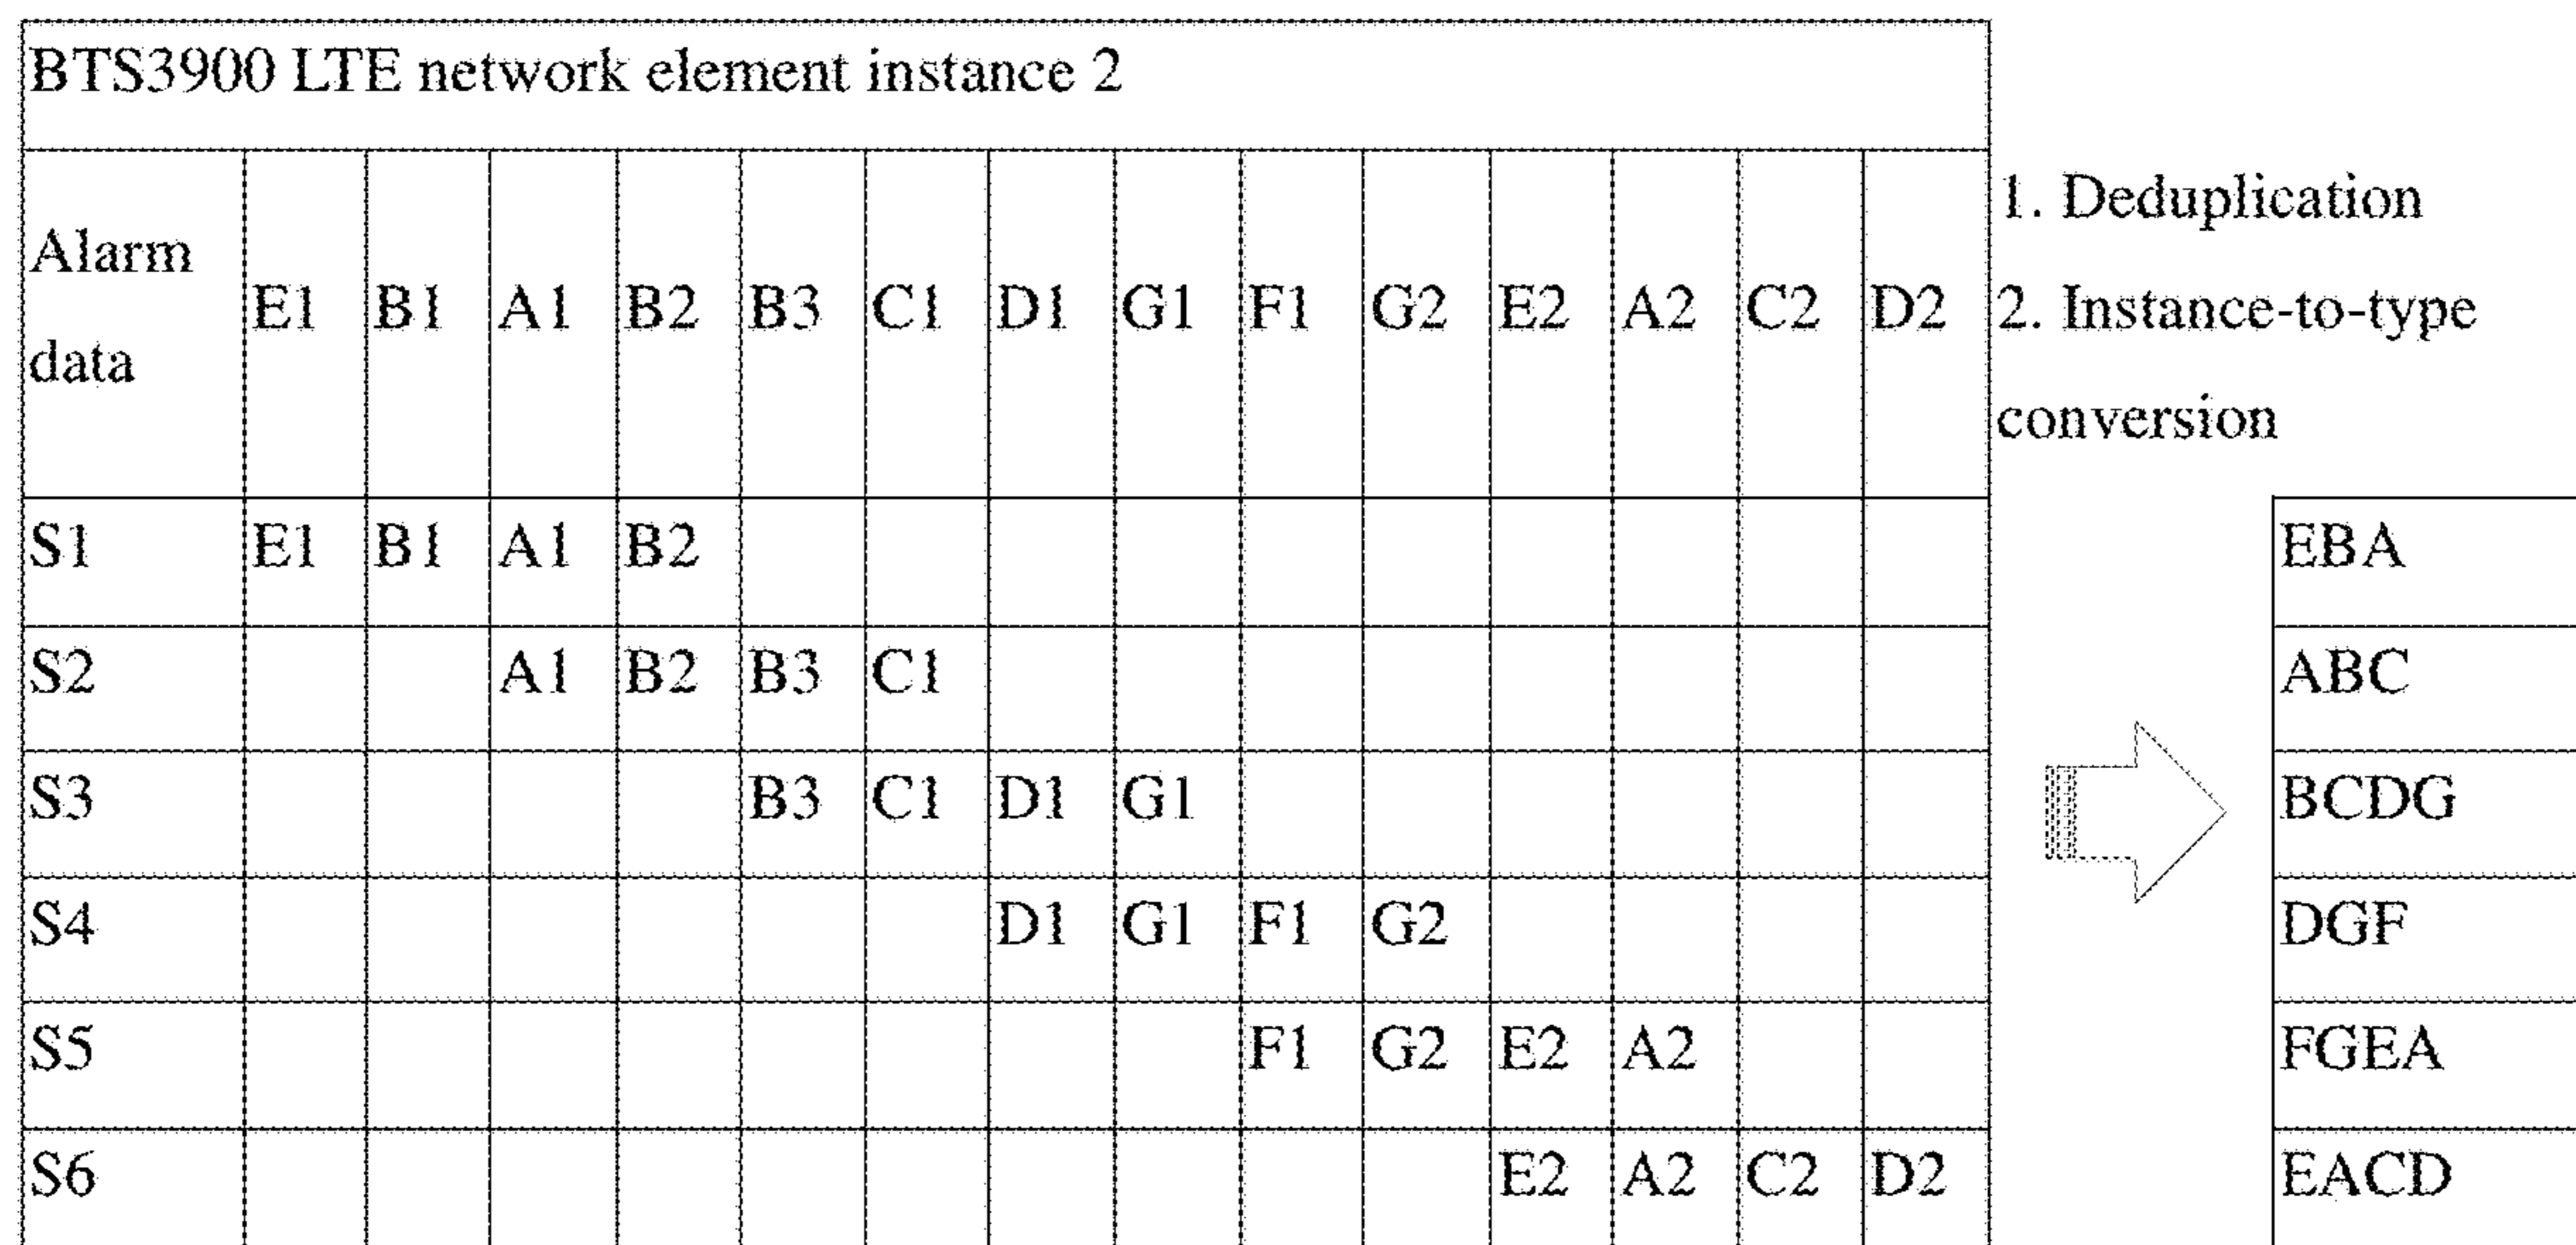 BTS3900 LTE network element instance 2
1. Deduplication
2. Instance-to-type
conversion
Alarm
data
E1 B1 A1 B2 B3 C1 D1 G1 F1 G2 E2 A2 C2 D2
S1 E1 B1 A1 B2 EBA
S2 A1 B2 B3 C1 ABC
S3 B3 C1 D1 G1 BCDG
S4 D1 G1 F1 G2 DGF
S5 F1 G2 E2 A2 FGEA
S6 E2 A2 C2 D2 EACD